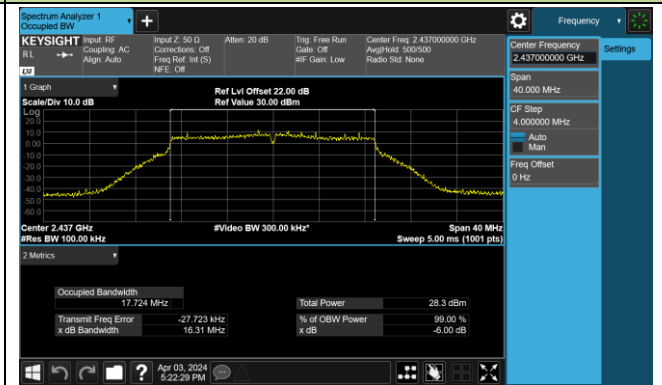 Spectrum Analyzer 1
Occupied BW
Frequency
KEYSIGHT
RL
LXI
Input: RF
Coupling: AC
Align: Auto
Input Z: 50 Ω
Corrections: Off
Freq Ref: Int (S)
NFE: Off
Atten: 20 dB
Trig: Free Run
Gate: Off
#IF Gain: Low
Center Freq: 2.437000000 GHz
Avg|Hold: 500/500
Radio Std: None
Center Frequency
2.437000000 GHz
Settings
Span
40.000 MHz
CF Step
4.000000 MHz
Auto
Man
Freq Offset
0 Hz
1 Graph
Scale/Div 10.0 dB
Ref Lvl Offset 22.00 dB
Ref Value 30.00 dBm
Log
20.0
10.0
0.00
-10.0
-20.0
-30.0
-40.0
-50.0
-60.0
Center 2.437 GHz
#Res BW 100.00 kHz
#Video BW 300.00 kHz*
Span 40 MHz
Sweep 5.00 ms (1001 pts)
2 Metrics
Occupied Bandwidth
17.724 MHz
Total Power 28.3 dBm
Transmit Freq Error -27.723 kHz
% of OBW Power 99.00 %
x dB Bandwidth 16.31 MHz
x dB -6.00 dB
Apr 03, 2024
5:22:29 PM